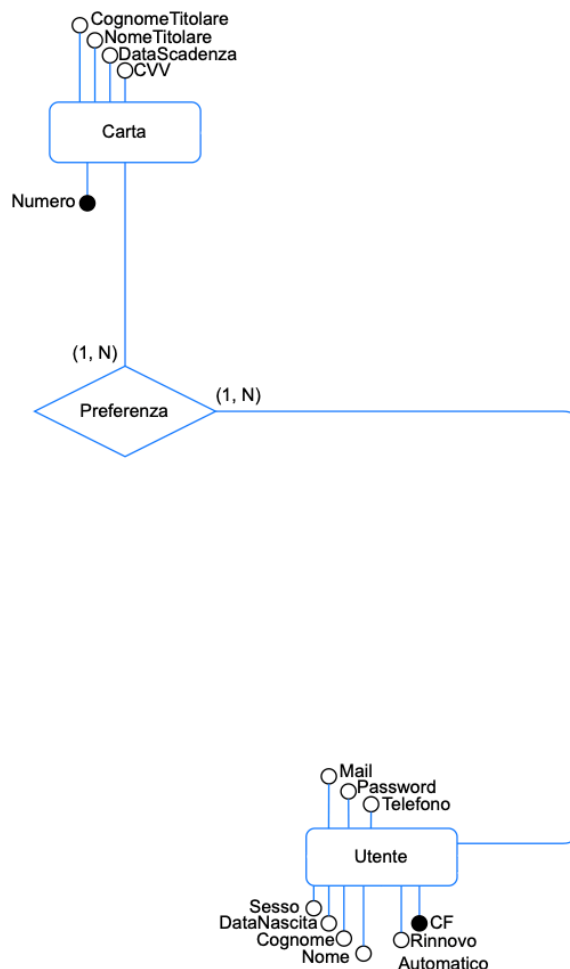 CognomeTitolare
NomeTitolare
DataScadenza
CVV
Carta
Numero
(1, N)
(1, N)
Preferenza
Mail
Password
Telefono
Utente
Sesso
CF
DataNascita
Cognome
Rinnovo
Nome
Automatico